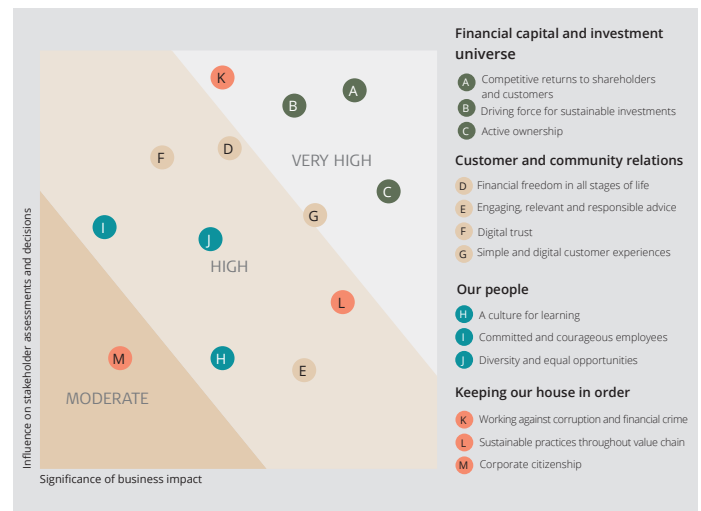 Influence on stakeholder assessments and decisions
K
A
B
D
F
VERY HIGH
C
G
I
J
HIGH
L
M
H
E
MODERATE
Significance of business impact
Financial capital and investment
universe
A Competitive returns to shareholders
and customers
B Driving force for sustainable investments
C Active ownership
Customer and community relations
D Financial freedom in all stages of life
E Engaging, relevant and responsible advice
F Digital trust
G Simple and digital customer experiences
Our people
H A culture for learning
I Committed and courageous employees
J Diversity and equal opportunities
Keeping our house in order
K Working against corruption and financial crime
L Sustainable practices throughout value chain
M Corporate citizenship